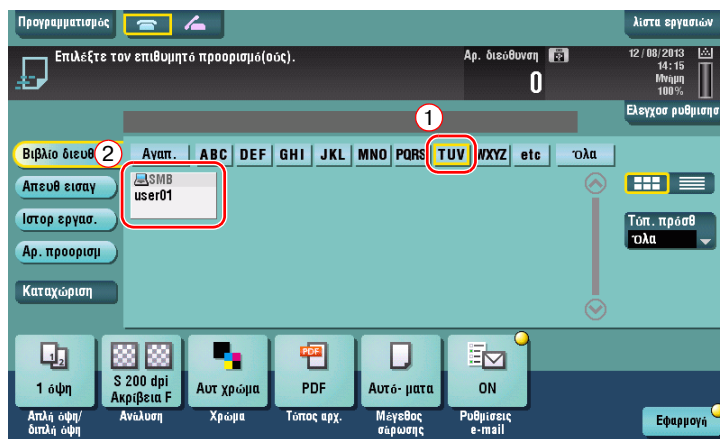 Προγραμματισμός
λίστα εργασιών
Επιλέξτε τον επιθυμητό προορισμό(ούς).
Αρ. διεύθυνση
0
12/08/2013
14:15
Μνήμη
100%
Ελεγχοσ ρυθμισησ
1
Βιβλίο διευθ
2
Αγαπ. ABC DEF GHI JKL MNO PQRS TUV WXYZ etc Όλα
Απευθ εισαγ
SMB
user01
Ιστορ εργασ.
Τύπ. πρόσθ
Όλα
Αρ. προορισμ
Καταχώριση
1 2
1 όψη
S 200 dpi
Ακρίβεια F
Αυτ χρώμα
PDF
PDF
Αυτό- ματα
ON
Απλή όψη/
διπλή όψη
Ανάλυση
Χρώμα
Τύπος αρχ.
Μέγεθος
σάρωσης
Ρυθμίσεις
e-mail
Εφαρμογή